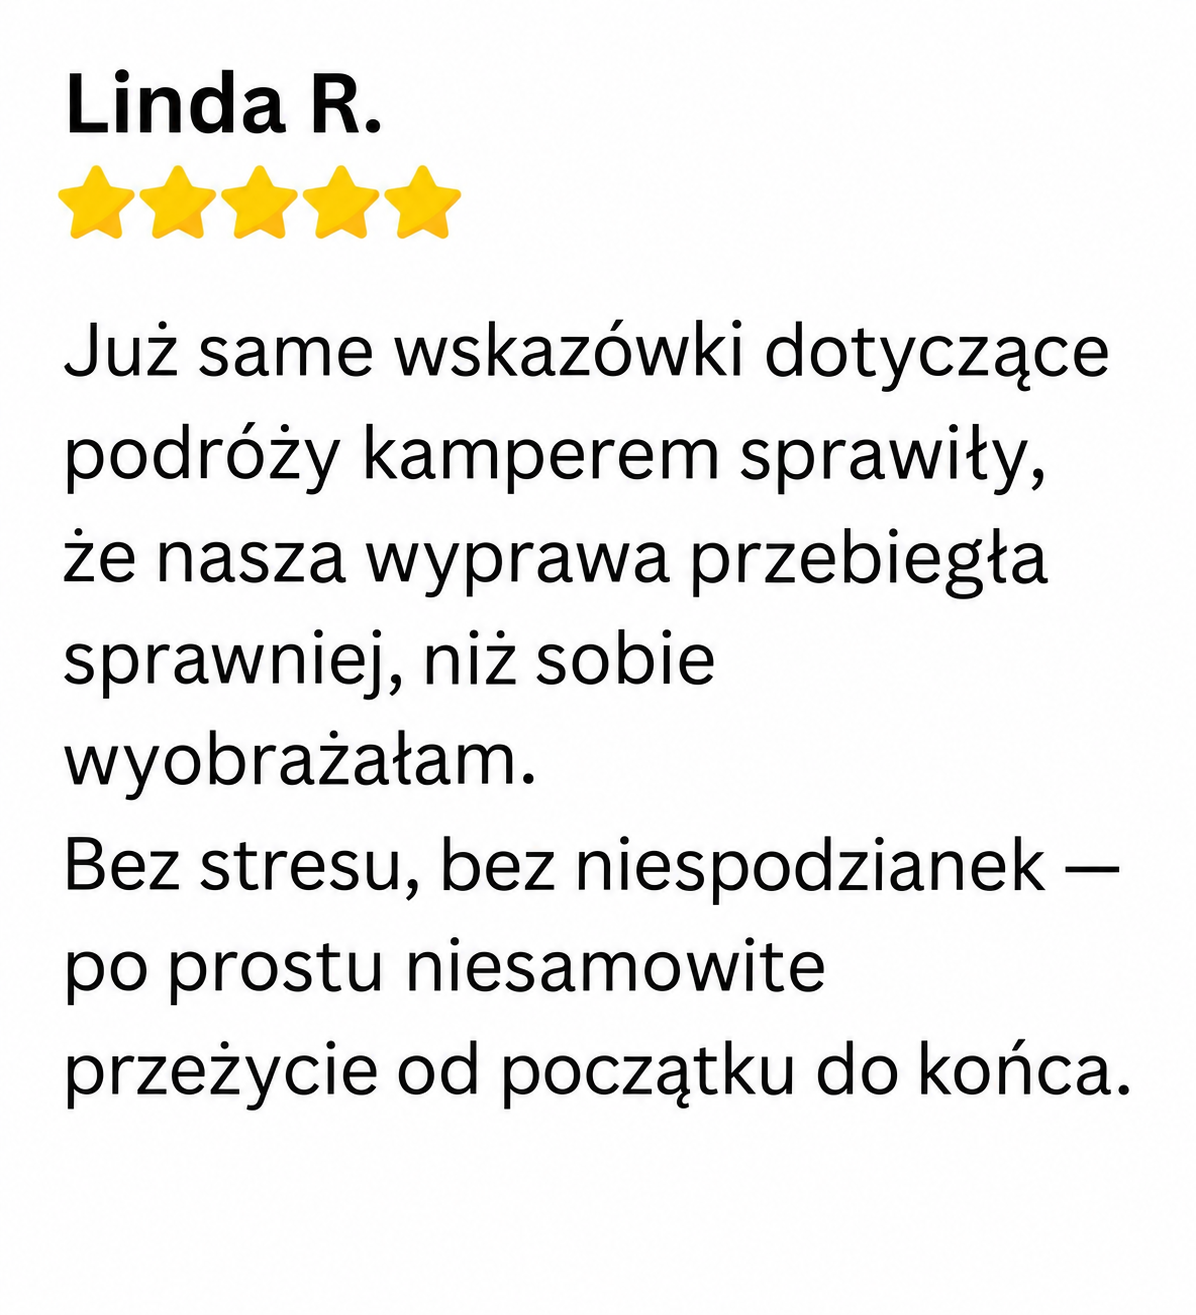 Linda R.
⭐⭐⭐⭐⭐
Już same wskazówki dotyczące
podróży kamperem sprawiły,
że nasza wyprawa przebiegła
sprawniej, niż sobie
wyobrażałam.
Bez stresu, bez niespodzianek —
po prostu niesamowite
przeżycie od początku do końca.